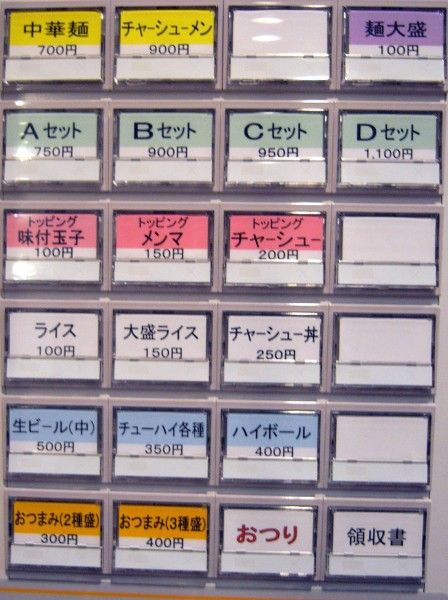 中華麺
700円
チャーシューメン
900円
麺大盛
100円
Aセット
750円
Bセット
900円
Cセット
950円
Dセット
1,100円
トッピング
味付玉子
100円
トッピング
メンマ
150円
トッピング
チャーシュー
200円
ライス
100円
大盛ライス
150円
チャーシュー丼
250円
生ビール(中)
500円
チューハイ各種
350円
ハイボール
400円
おつまみ(2種盛)
300円
おつまみ(3種盛)
400円
おつり
領収書